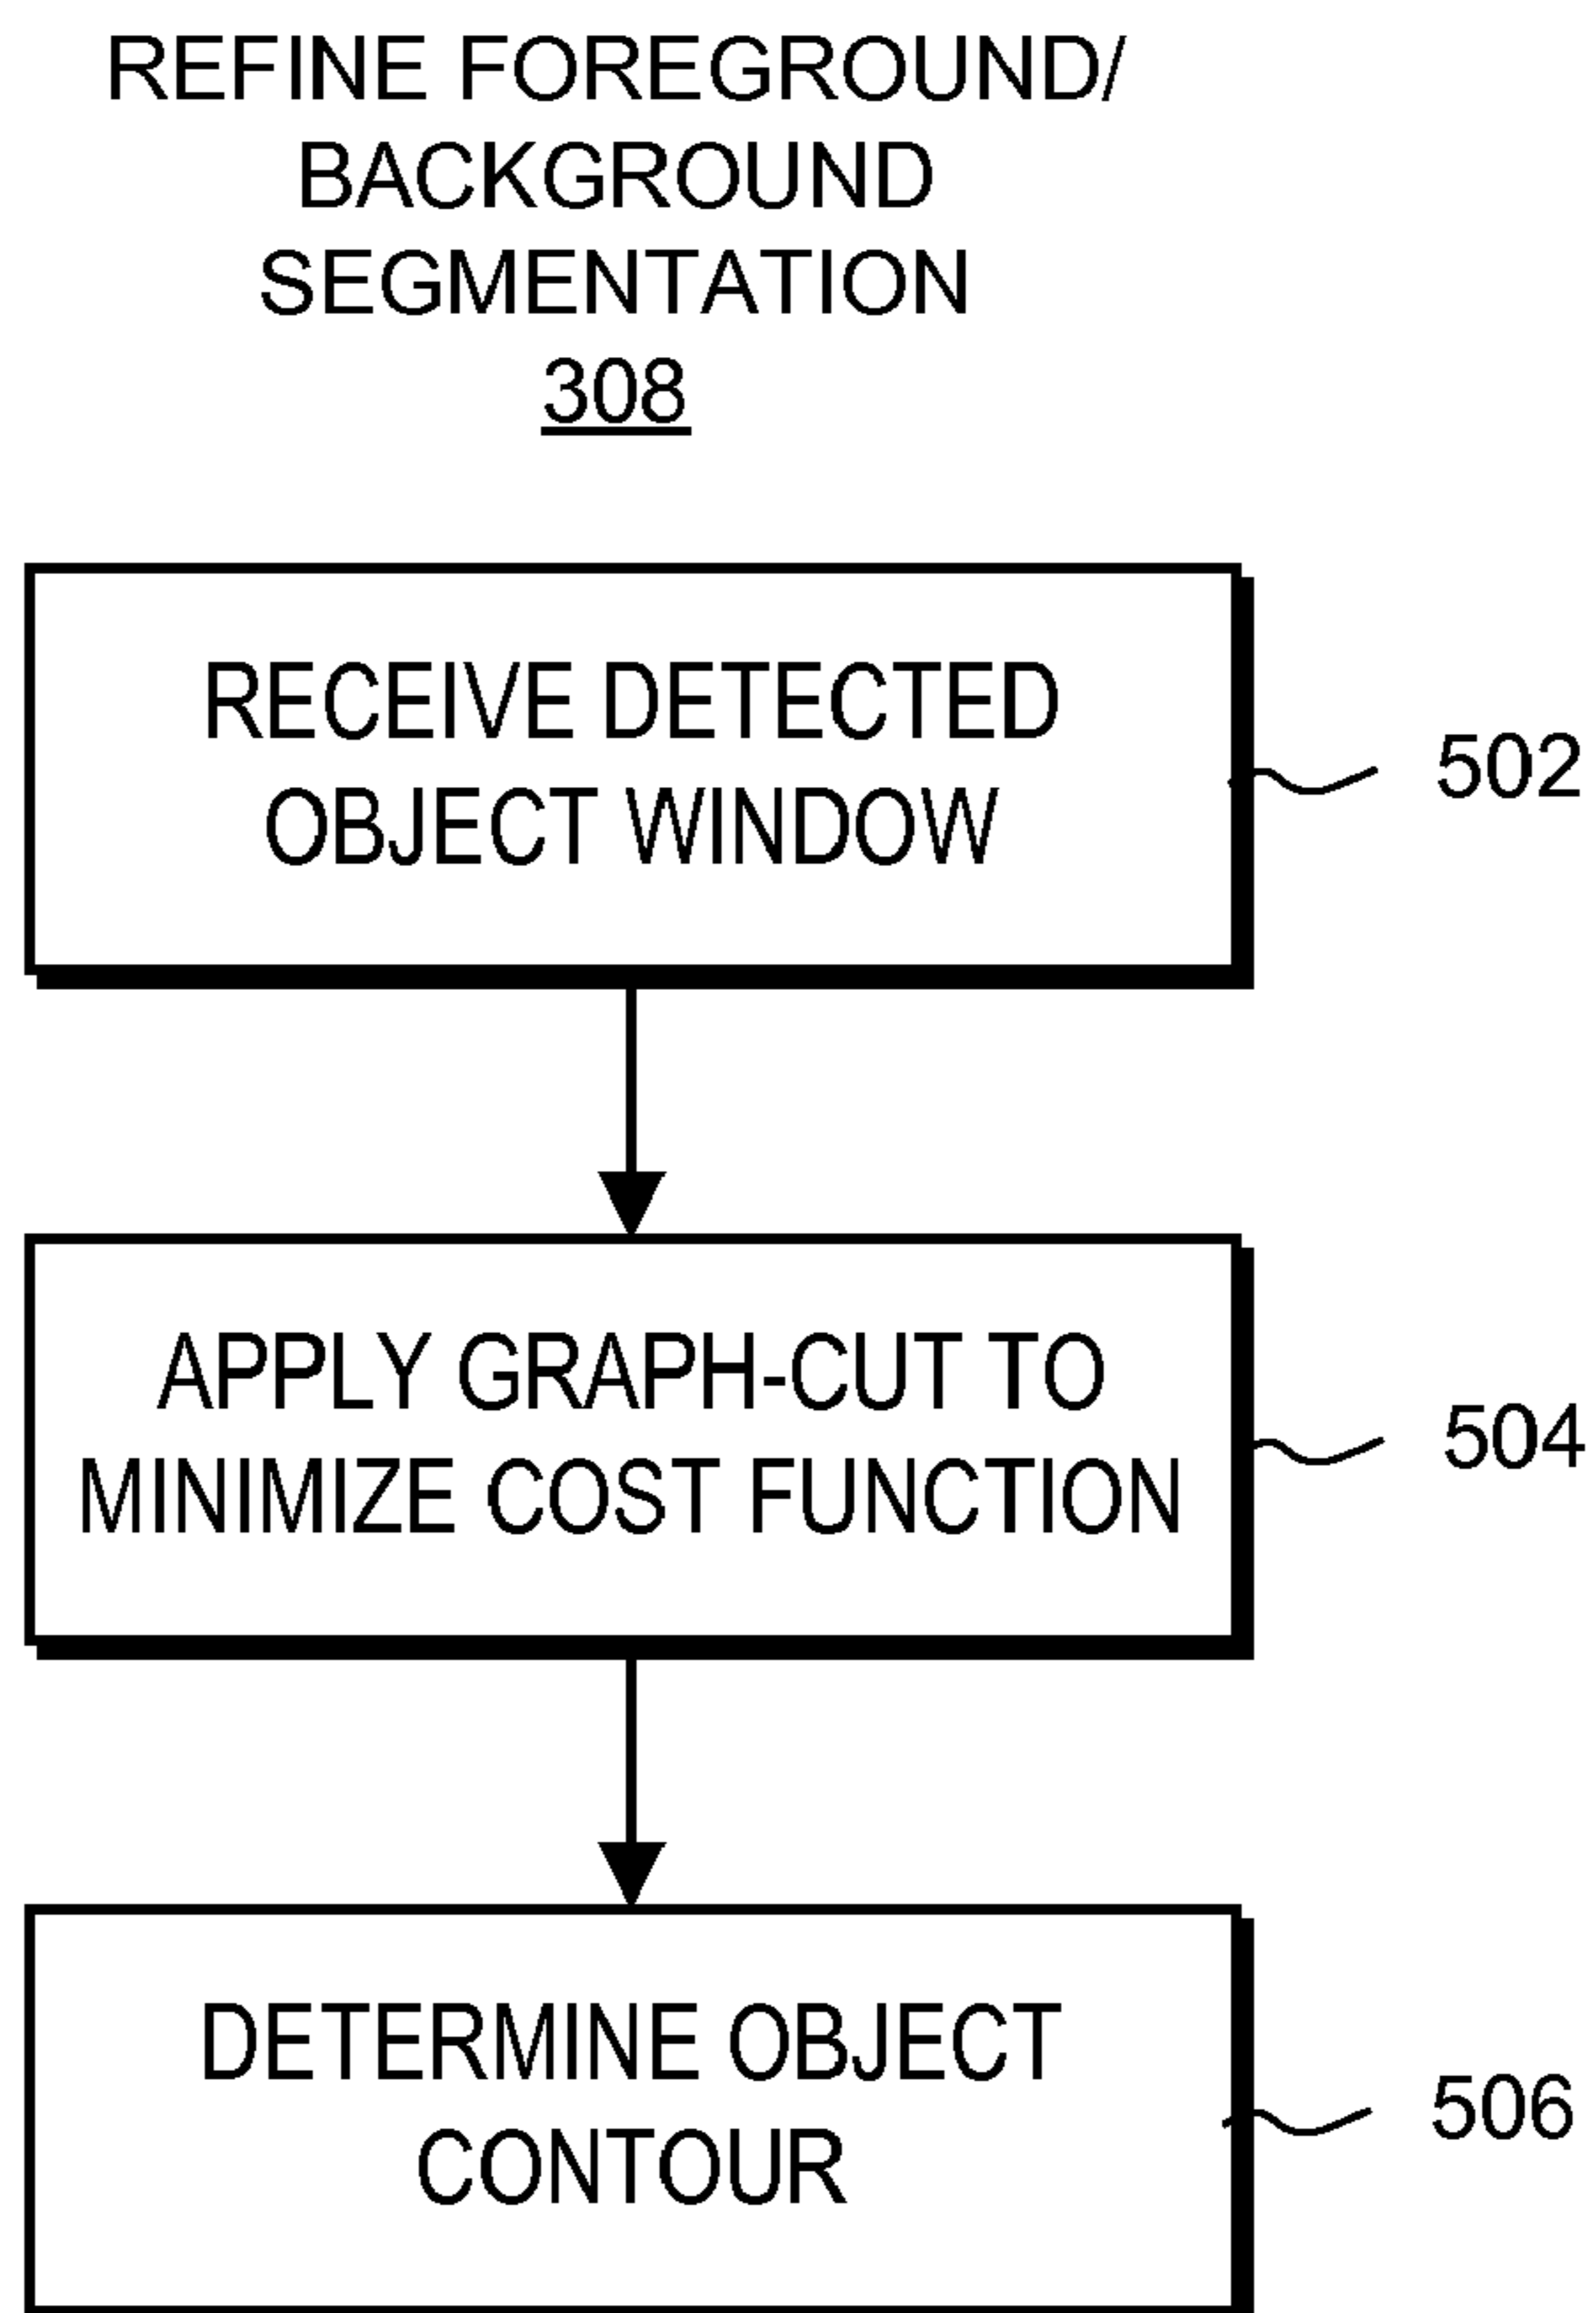 REFINE FOREGROUND/
BACKGROUND
SEGMENTATION
308
RECEIVE DETECTED
OBJECT WINDOW
502
APPLY GRAPH-CUT TO
MINIMIZE COST FUNCTION
504
DETERMINE OBJECT
CONTOUR
506